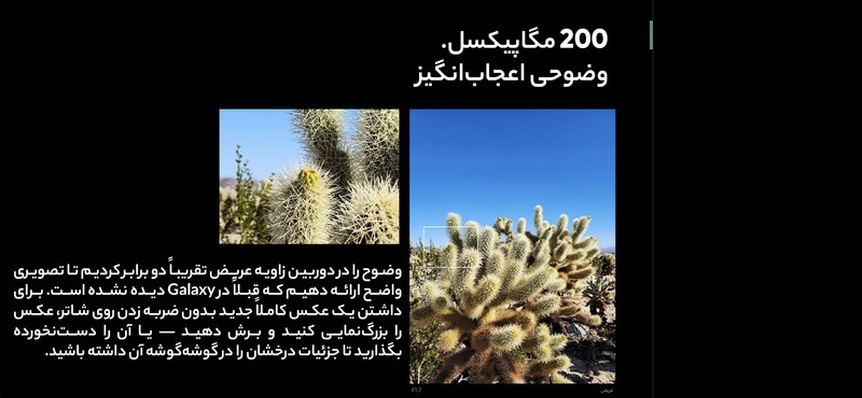 200 مگاپیکسل.
وضوحی اعجاب‌انگیز
وضوح را در دوربین زاویه عریض تقریباً دو برابر کردیم تا تصویری
واضح ارائه دهیم که قبلاً در Galaxy دیده نشده است. برای
داشتن یک عکس کاملاً جدید بدون ضربه زدن روی شاتر، عکس
را بزرگ‌نمایی کنید و برش دهید — یا آن را دست‌نخورده
بگذارید تا جزئیات درخشان را در گوشه‌گوشه آن داشته باشید.
عریض
F1.7